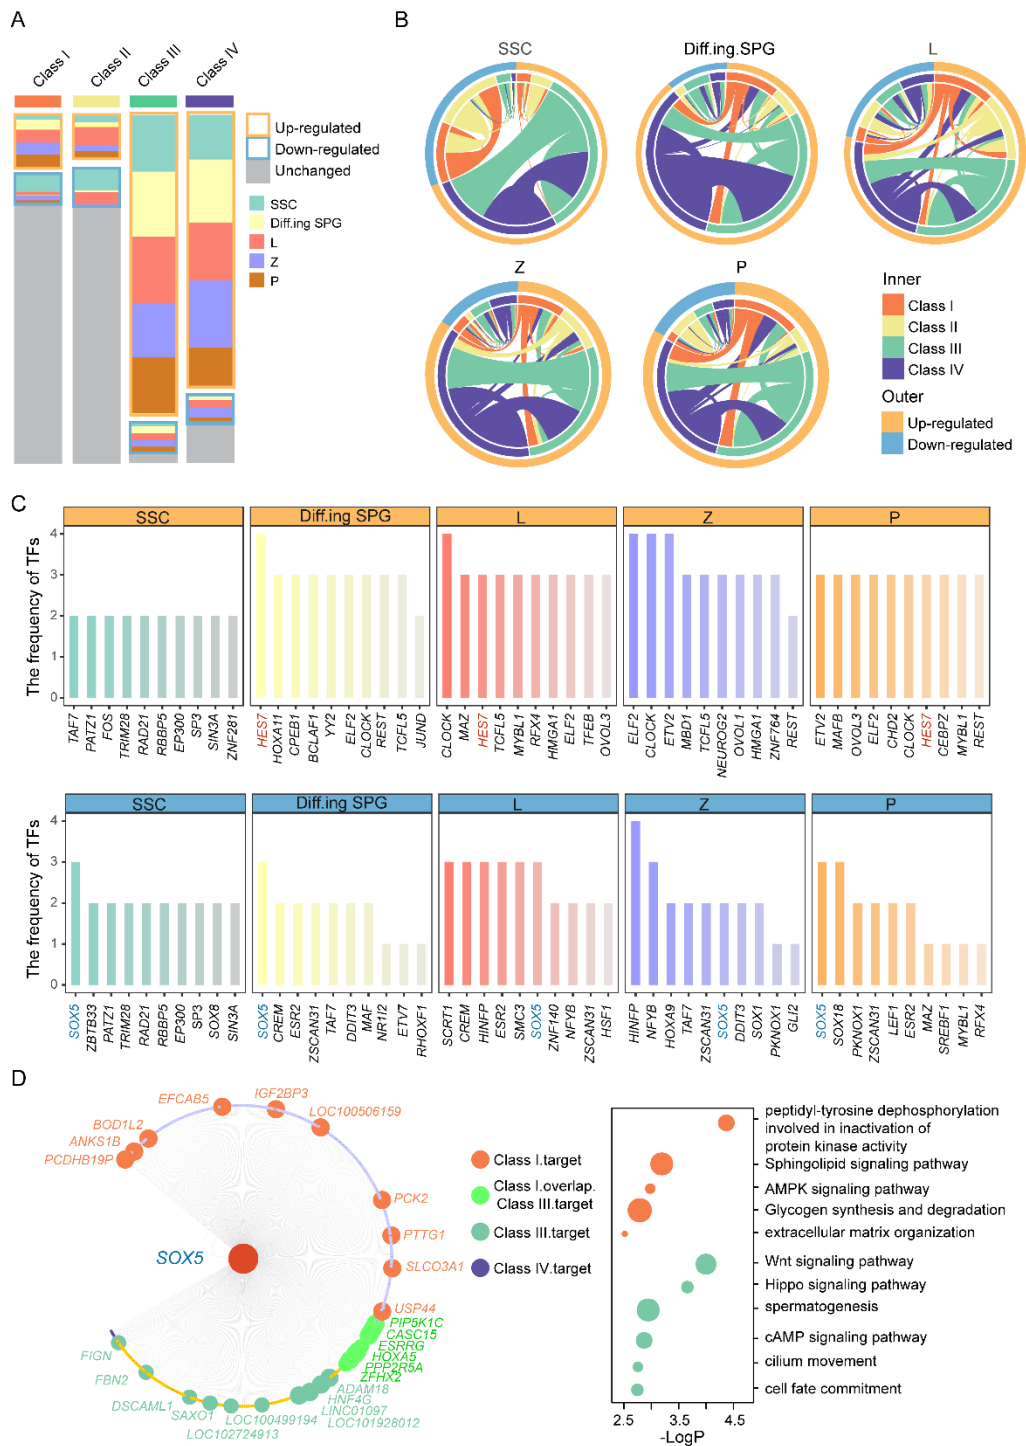 A
Class I
Class II
Class III
Class IV
Up-regulated
Down-regulated
Unchanged
SSC
Diff.ing SPG
L
Z
P
B
SSC
Diff.ing.SPG
L
Z
P
Inner
Class I
Class II
Class III
Class IV
Outer
Up-regulated
Down-regulated
C
The frequency of TFs
4
3
2
1
0
SSC
TAF7
PATZ1
FOS
TRIM28
RAD21
RBBP5
EP300
SP3
SIN3A
ZNF281
Diff.ing SPG
HES7
HOXA11
CPEB1
BCLAF1
YY2
ELF2
CLOCK
REST
TCFL5
JUND
L
CLOCK
MAZ
HES7
TCFL5
MYBL1
RFX4
HMGA1
ELF2
TFEB
OVOL3
Z
ELF2
CLOCK
ETV2
MBD1
TCFL5
NEUROG2
OVOL1
HMGA1
ZNF764
REST
P
ETV2
MAFB
OVOL3
ELF2
CHD2
CLOCK
HES7
CEBPZ
MYBL1
REST
The frequency of TFs
4
3
2
1
0
SSC
SOX5
ZBTB33
PATZ1
TRIM28
RAD21
RBBP5
EP300
SP3
SOX8
SIN3A
Diff.ing SPG
SOX5
CREM
ESR2
ZSCAN31
TAF7
DDIT3
MAF
NR1I2
ETV7
RHOXF1
L
SCRT1
CREM
HINFP
ESR2
SMC3
SOX5
ZNF140
NFYB
ZSCAN31
HSF1
Z
HINFP
NFYB
HOXA9
TAF7
ZSCAN31
SOX5
DDIT3
SOX1
PKNOX1
GLI2
P
SOX5
SOX18
PKNOX1
ZSCAN31
LEF1
ESR2
MAZ
SREBF1
MYBL1
RFX4
D
EFCAB5
IGF2BP3
LOC100506159
BOD1L2
ANKS1B
PCDHB19P
PCK2
PTTG1
SLCO3A1
USP44
SOX5
PIP5K1C
CASC15
ESRRG
HOXA5
PPP2R5A
ZFHX2
ADAM18
HNF4G
LINC01097
LOC101928012
LOC100499194
LOC102724913
SAXO1
DSCAML1
FBN2
FIGN
Class I.target
Class I.overlap.
Class III.target
Class III.target
Class IV.target
peptidyl-tyrosine dephosphorylation
involved in inactivation of
protein kinase activity
Sphingolipid signaling pathway
AMPK signaling pathway
Glycogen synthesis and degradation
extracellular matrix organization
Wnt signaling pathway
Hippo signaling pathway
spermatogenesis
cAMP signaling pathway
cilium movement
cell fate commitment
2.5
3.5
4.5
-LogP